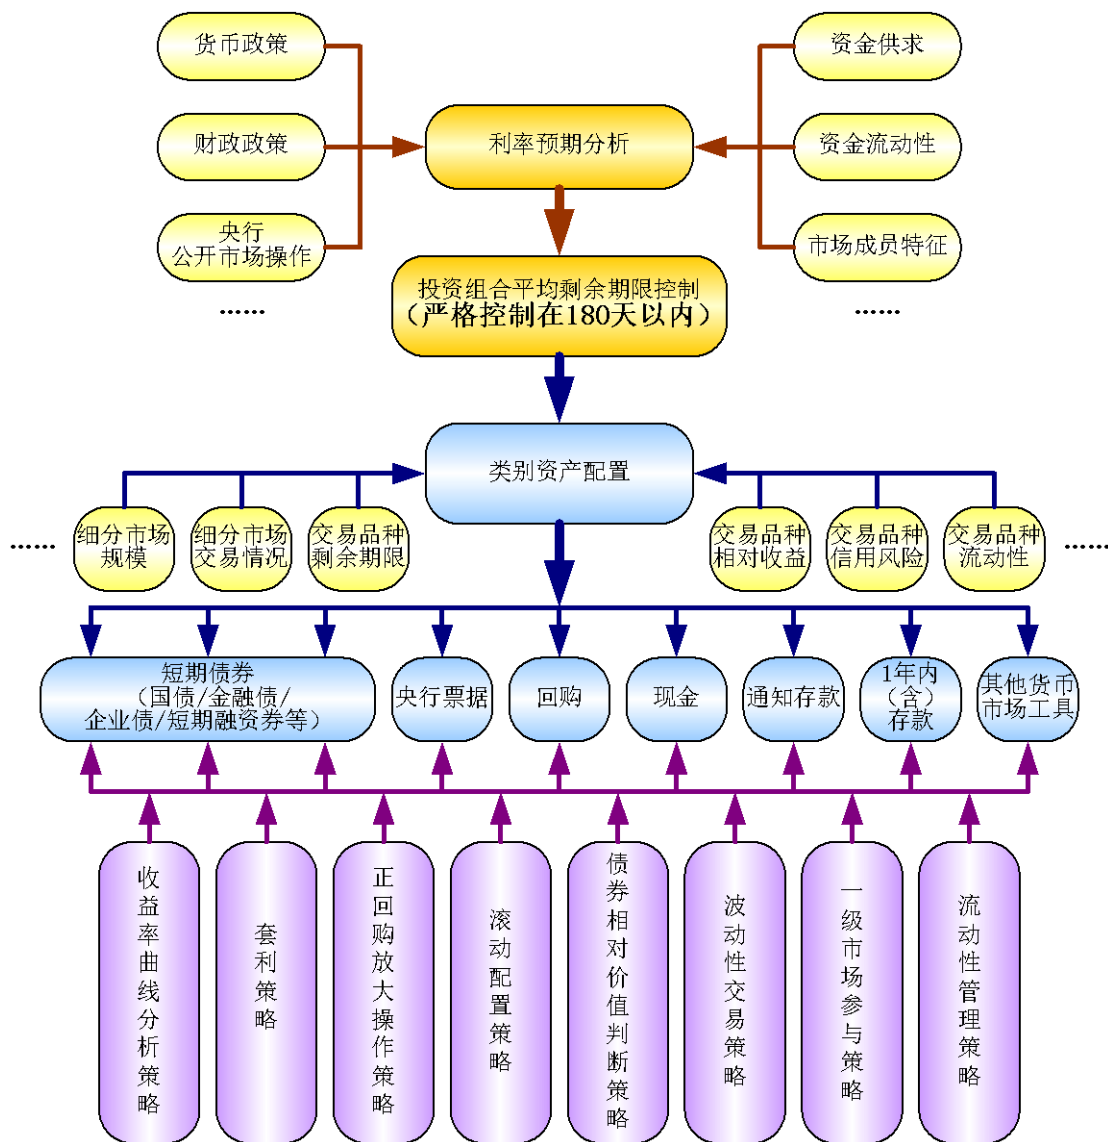 货币政策
资金供求
利率预期分析
财政政策
资金流动性
央行
公开市场操作
市场成员特征
……
投资组合平均剩余期限控制
（严格控制在180天以内）
……
类别资产配置
……
细分市场
规模
细分市场
交易情况
交易品种
剩余期限
交易品种
相对收益
交易品种
信用风险
交易品种
流动性
……
短期债券
（国债/金融债/
企业债/短期融资券等）
央行票据
回购
现金
通知存款
1年内
（含）
存款
其他货币
市场工具
收益率曲线分析策略
套利策略
正回购放大操作策略
滚动配置策略
债券相对价值判断策略
波动性交易策略
一级市场参与策略
流动性管理策略